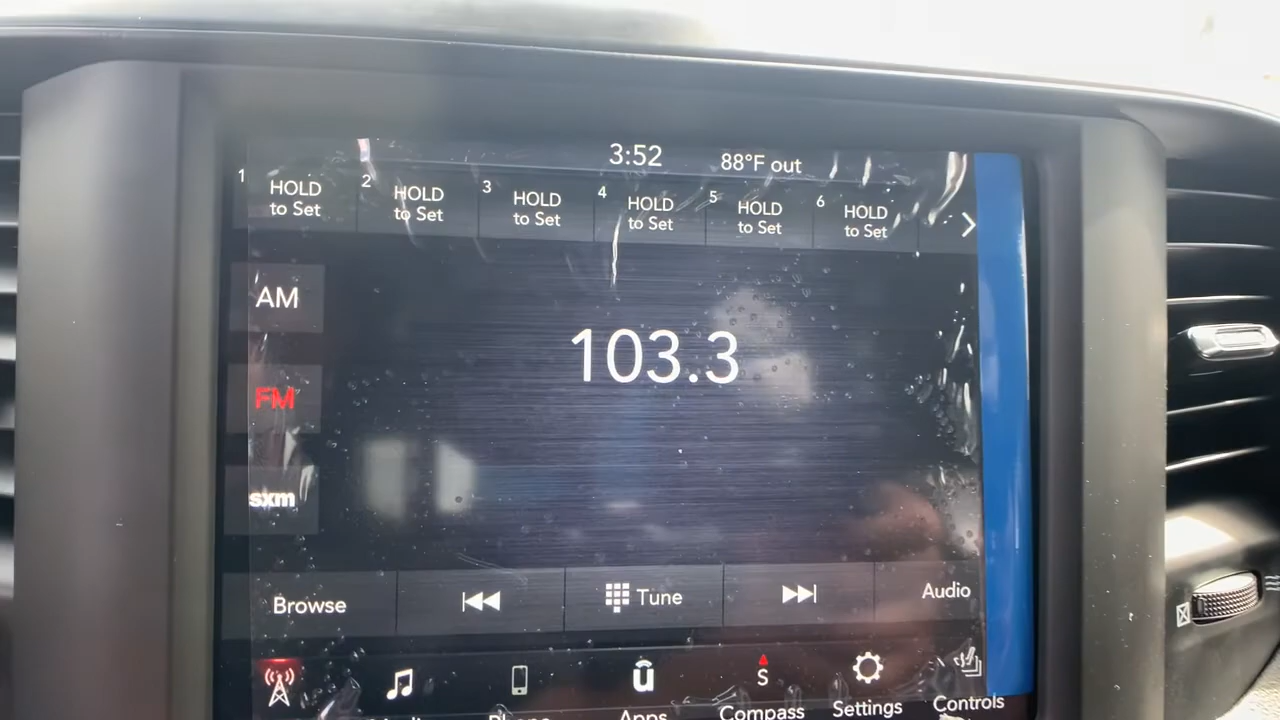 3:52 88°F out
1 HOLD to Set
2 HOLD to Set
3 HOLD to Set
4 HOLD to Set
5 HOLD to Set
6 HOLD to Set
AM
103.3
FM
sxm
Browse
Tune
Audio
S
Apps
Compass
Settings
Controls